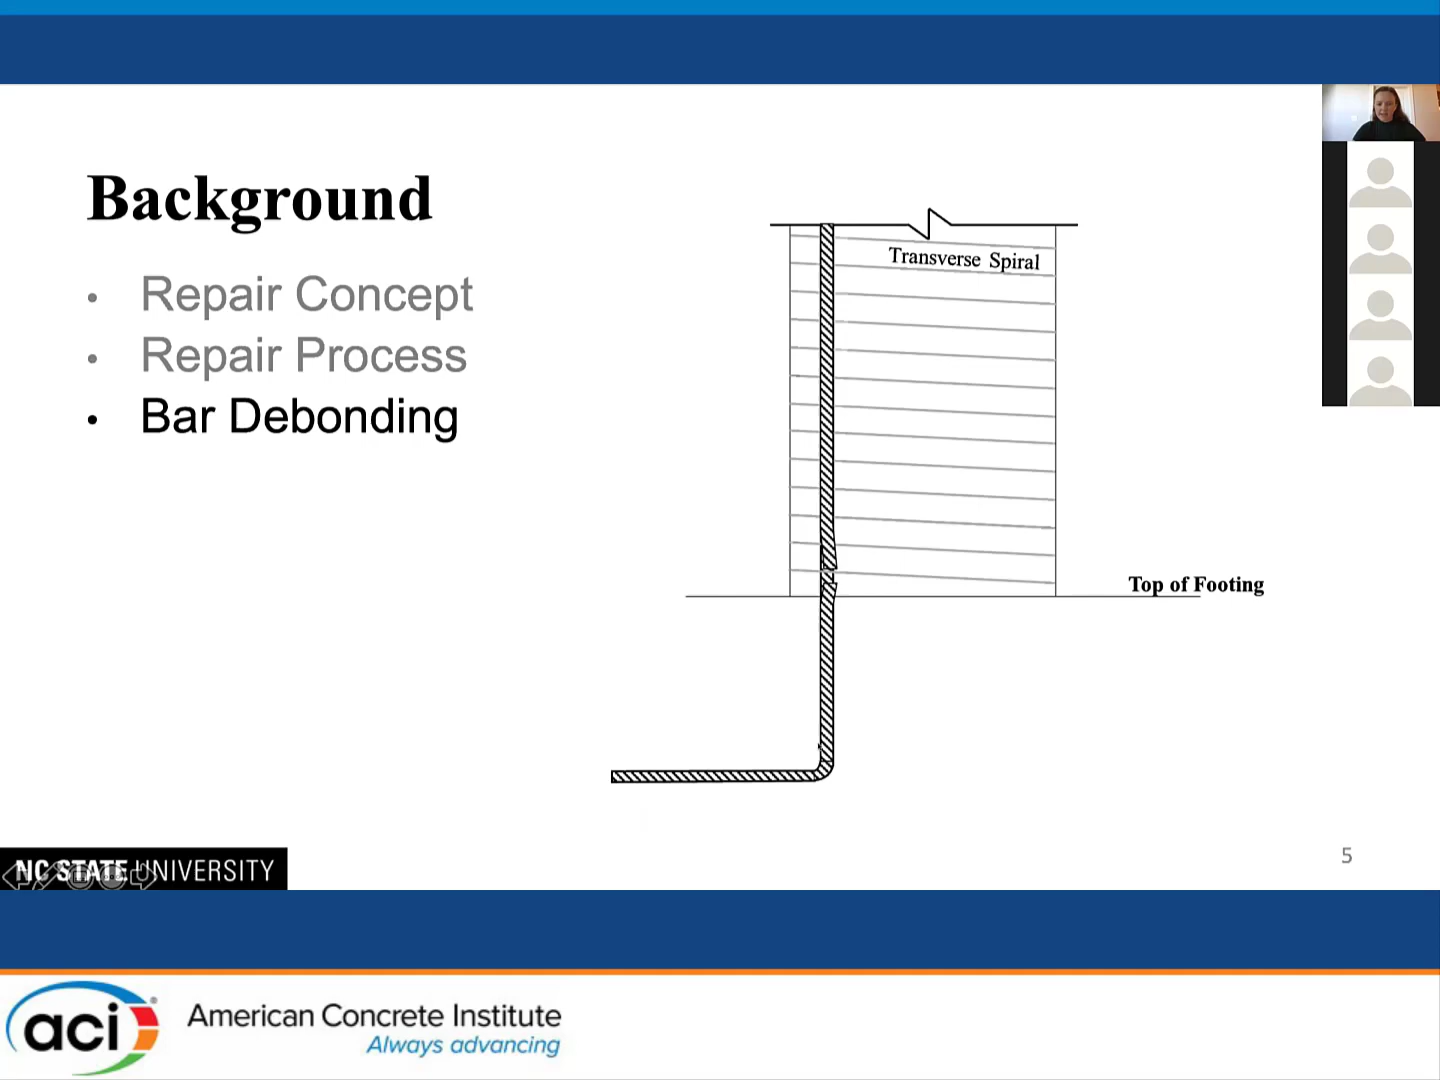 Background
• Repair Concept
• Repair Process
• Bar Debonding
Transverse Spiral
Top of Footing
5
NC STATE UNIVERSITY
aci
American Concrete Institute
Always advancing